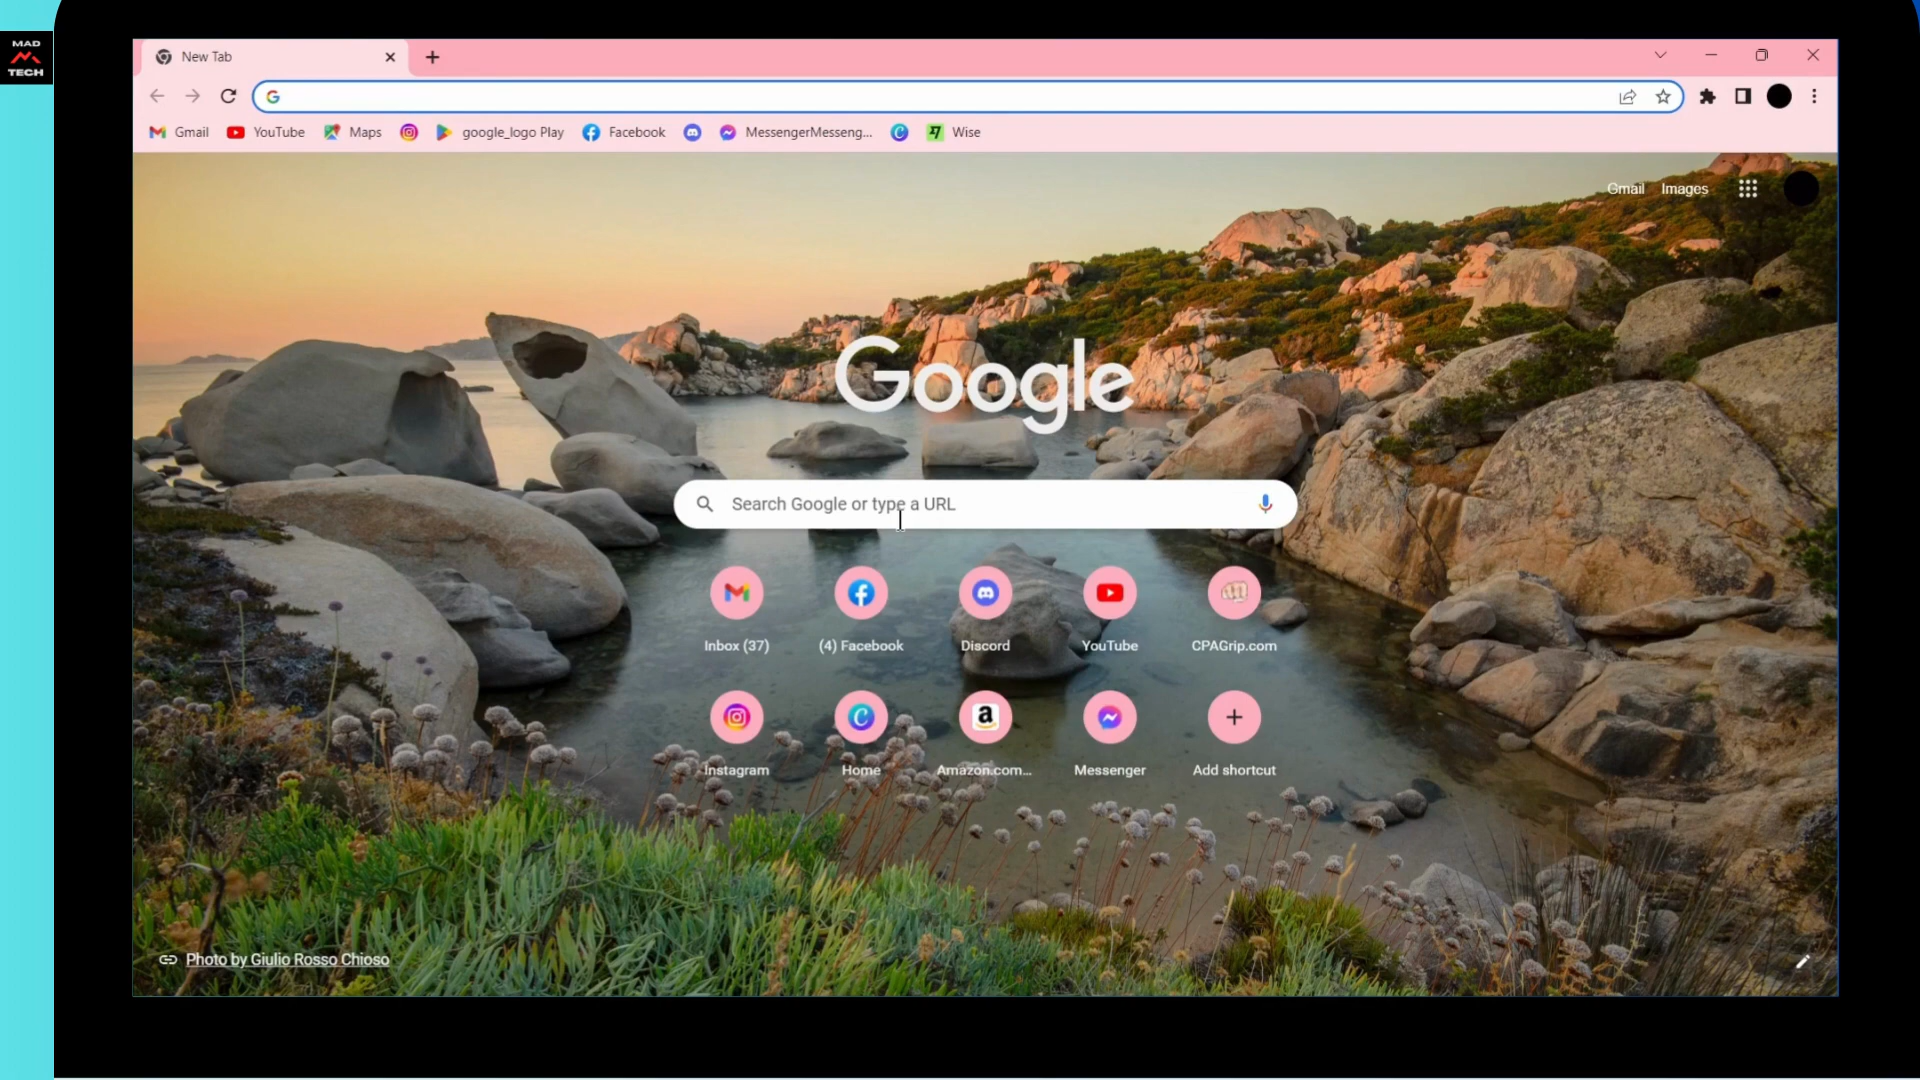 MAD
TECH
New Tab
Gmail YouTube Maps google_logo Play Facebook MessengerMesseng... Wise
Gmail Images
Google
Search Google or type a URL
Inbox (37) (4) Facebook Discord YouTube CPAGrip.com
Instagram Home Amazon.com... Messenger Add shortcut
Photo by Giulio Rosso Chioso